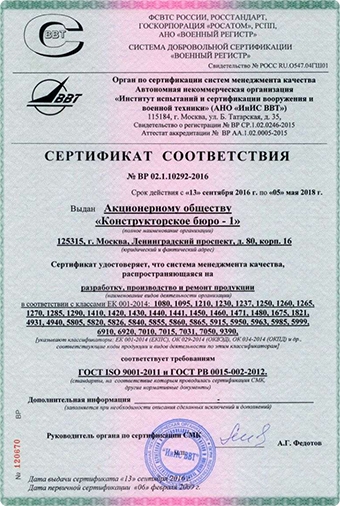 ФСВТС РОССИИ, РОССТАНДАРТ,
ГОСКОРПОРАЦИЯ «РОСАТОМ», РСПП,
АНО «ВОЕННЫЙ РЕГИСТР»
СИСТЕМА ДОБРОВОЛЬНОЙ СЕРТИФИКАЦИИ
«ВОЕННЫЙ РЕГИСТР»
Свидетельство № РОСС RU.О547.04ГШ01
С
ВВТ
Орган по сертификации систем менеджмента качества
Автономная некоммерческая организация
«Институт испытаний и сертификации вооружения и
военной техники» (АНО «ИнИС ВВТ»)
115184, г. Москва, ул. Б. Татарская, д. 35,
Свидетельство о регистрации № ВР СР.1.02.0246-2015
Аттестат аккредитации № ВР АА.1.02.0005-2015
ВВТ
СЕРТИФИКАТ СООТВЕТСТВИЯ
№ ВР 02.1.10292-2016
Срок действия с «13» сентября 2016 г. по «05» мая 2018 г.
Выдан Акционерному обществу
«Конструкторское бюро - 1»
(полное наименование организации)
125315, г. Москва, Ленинградский проспект, д. 80, корп. 16
(юридический и фактический адрес)
Сертификат удостоверяет, что система менеджмента качества,
распространяющаяся на
разработку, производство и ремонт продукции
(наименование видов деятельности организации)
в соответствии с классами ЕК 001-2014: 1080, 1095, 1210, 1230, 1237, 1250, 1260, 1265,
1270, 1285, 1290, 1410, 1420, 1430, 1440, 1441, 1450, 1460, 1471, 1480, 1675, 1821,
4931, 4940, 5805, 5820, 5826, 5840, 5855, 5860, 5865, 5915, 5950, 5963, 5985, 5999,
6910, 6920, 7010, 7015, 7031, 7050, 9390,
(указывают классификаторы: ЕК 001-2014 (ЕКПС), ОК 029-2014 (ОКВЭД), ОК 034-2014 (ОКПД) и др.,
соответствующие коды продукции и видов деятельности по этим классификаторам)
соответствует требованиям
ГОСТ ISO 9001-2011 и ГОСТ РВ 0015-002-2012.
(стандарты, на соответствие которым проводилась сертификация СМК,
другие нормативные документы)
Дополнительная информация -
(заполняется при необходимости описания сделанных исключений и дополнений)
Руководитель органа по сертификации СМК
А.Г. Федотов
"ИнИС ВВТ"
ВР
№ 120670
Дата выдачи сертификата «13» сентября 2016 г.
Дата первичной сертификации «06» февраля 2009 г.